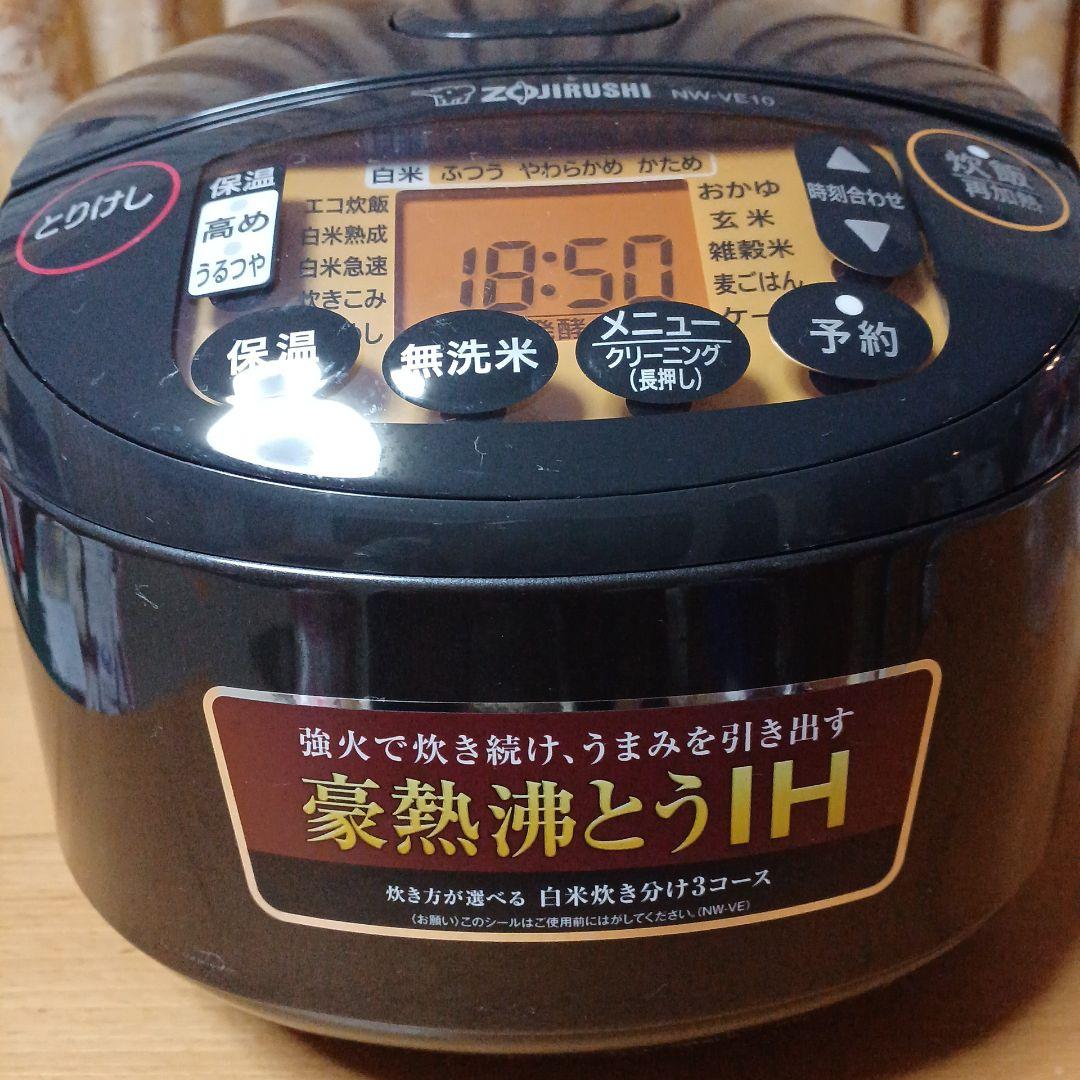 ZOJIRUSHI NW-VE10
とりけし
保温
高め
うるつや
白米 ふつう やわらかめ かため
エコ炊飯
白米熟成
白米急速
炊きこみ
18:50
おかゆ
玄米
雑穀米
麦ごはん
ケー
時刻合わせ
炊飯
再加熱
保温
無洗米
発酵
メニュー
クリーニング
(長押し)
予約
強火で炊き続け、うまみを引き出す
豪熱沸とうIH
炊き方が選べる 白米炊き分け3コース
〈お願い〉このシールはご使用前にはがしてください。(NW-VE)